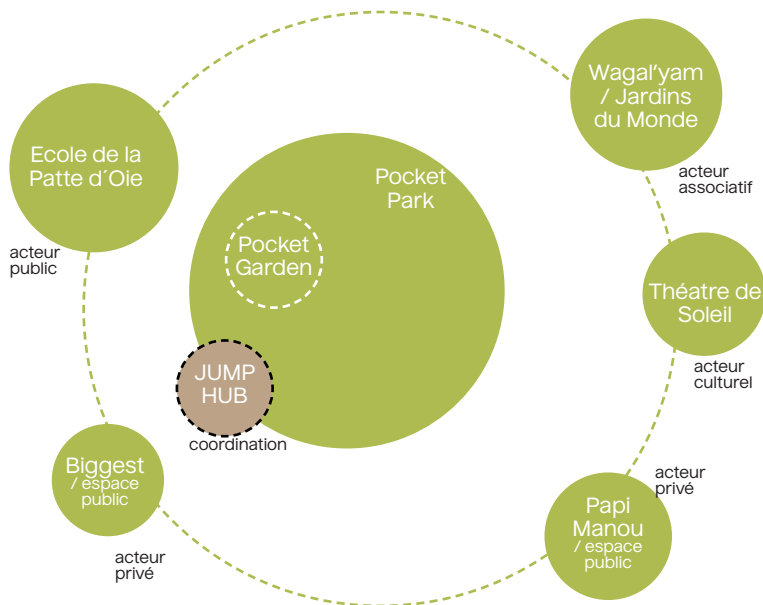 Wagal'yam
/ Jardins
du Monde
acteur
associatif
Ecole de la
Patte d´Oie
acteur
public
Pocket
Park
Pocket
Garden
Théatre de
Soleil
acteur
culturel
JUMP
HUB
coordination
Biggest
/ espace
public
acteur
privé
acteur
privé
Papi
Manou
/ espace
public